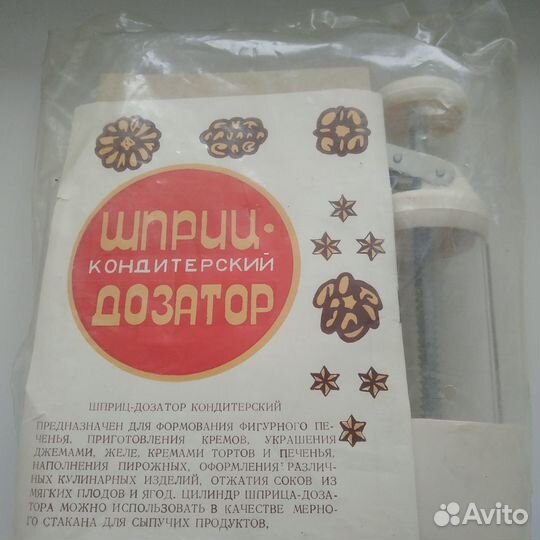 ШПРИЦ-
КОНДИТЕРСКИЙ
ДОЗАТОР
ШПРИЦ-ДОЗАТОР КОНДИТЕРСКИЙ
ПРЕДНАЗНАЧЕН ДЛЯ ФОРМОВАНИЯ ФИГУРНОГО ПЕ-
ЧЕНЬЯ, ПРИГОТОВЛЕНИЯ КРЕМОВ, УКРАШЕНИЯ
ДЖЕМАМИ, ЖЕЛЕ, КРЕМАМИ ТОРТОВ И ПЕЧЕНЬЯ,
НАПОЛНЕНИЯ ПИРОЖНЫХ, ОФОРМЛЕНИЯ РАЗЛИЧ-
НЫХ КУЛИНАРНЫХ ИЗДЕЛИЙ, ОТЖАТИЯ СОКОВ ИЗ
МЯГКИХ ПЛОДОВ И ЯГОД. ЦИЛИНДР ШПРИЦА-ДОЗА-
ТОРА МОЖНО ИСПОЛЬЗОВАТЬ В КАЧЕСТВЕ МЕРНО-
ГО СТАКАНА ДЛЯ СЫПУЧИХ ПРОДУКТОВ.
Avito